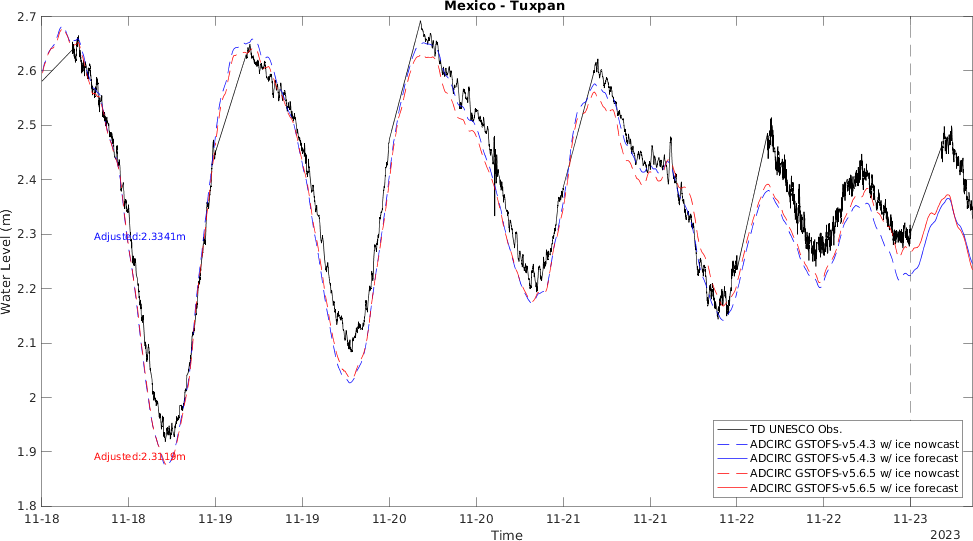 Mexico - Tuxpan
2.7
2.6
2.5
2.4
2.3
2.2
2.1
2
1.9
1.8
Water Level (m)
Adjusted:2.3341m
Adjusted:2.3119m
TD UNESCO Obs.
ADCIRC GSTOFS-v5.4.3 w/ ice nowcast
ADCIRC GSTOFS-v5.4.3 w/ ice forecast
ADCIRC GSTOFS-v5.6.5 w/ ice nowcast
ADCIRC GSTOFS-v5.6.5 w/ ice forecast
11-18 11-18 11-19 11-19 11-20 11-20 11-21 11-21 11-22 11-22 11-23
Time
2023